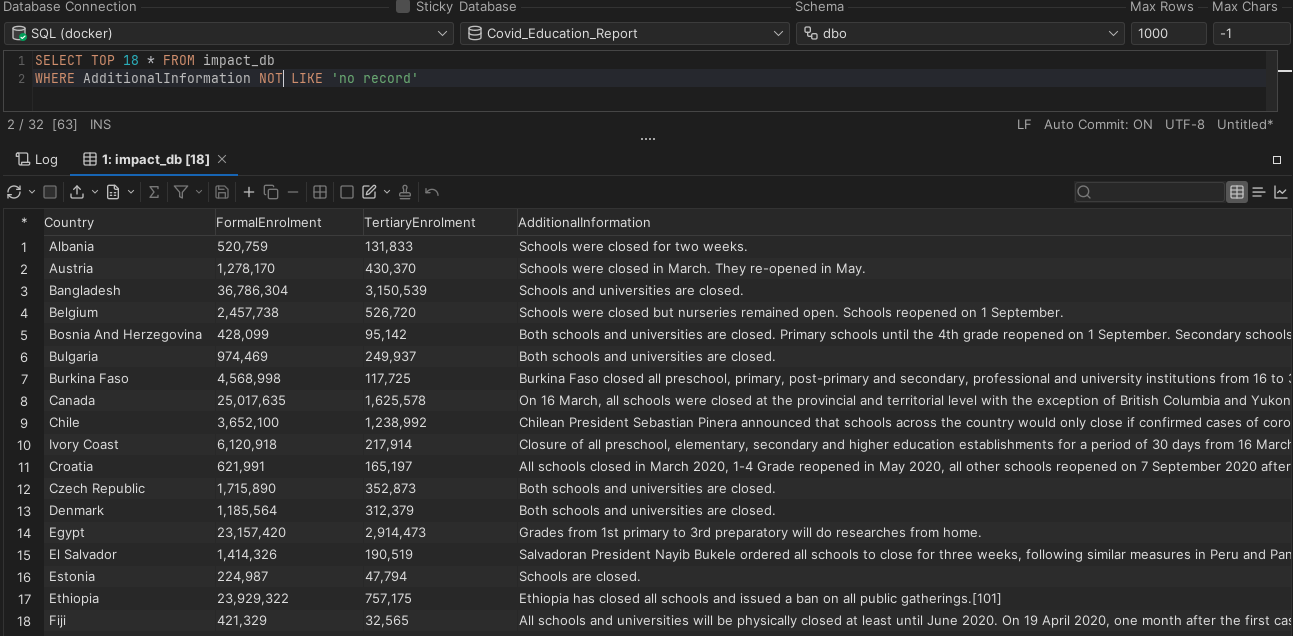 Database Connection Sticky Database Schema Max Rows Max Chars
SQL (docker) Covid_Education_Report dbo 1000 -1
1 SELECT TOP 18 * FROM impact_db
2 WHERE AdditionalInformation NOT LIKE 'no record'
2 / 32 [63] INS LF Auto Commit: ON UTF-8 Untitled*
Log 1: impact_db [18]
* Country FormalEnrolment TertiaryEnrolment AdditionalInformation
1 Albania 520,759 131,833 Schools were closed for two weeks.
2 Austria 1,278,170 430,370 Schools were closed in March. They re-opened in May.
3 Bangladesh 36,786,304 3,150,539 Schools and universities are closed.
4 Belgium 2,457,738 526,720 Schools were closed but nurseries remained open. Schools reopened on 1 September.
5 Bosnia And Herzegovina 428,099 95,142 Both schools and universities are closed. Primary schools until the 4th grade reopened on 1 September. Secondary schools
6 Bulgaria 974,469 249,937 Both schools and universities are closed.
7 Burkina Faso 4,568,998 117,725 Burkina Faso closed all preschool, primary, post-primary and secondary, professional and university institutions from 16 to
8 Canada 25,017,635 1,625,578 On 16 March, all schools were closed at the provincial and territorial level with the exception of British Columbia and Yukon
9 Chile 3,652,100 1,238,992 Chilean President Sebastian Pinera announced that schools across the country would only close if confirmed cases of coro
10 Ivory Coast 6,120,918 217,914 Closure of all preschool, elementary, secondary and higher education establishments for a period of 30 days from 16 March
11 Croatia 621,991 165,197 All schools closed in March 2020, 1-4 Grade reopened in May 2020, all other schools reopened on 7 September 2020 after
12 Czech Republic 1,715,890 352,873 Both schools and universities are closed.
13 Denmark 1,185,564 312,379 Both schools and universities are closed.
14 Egypt 23,157,420 2,914,473 Grades from 1st primary to 3rd preparatory will do researches from home.
15 El Salvador 1,414,326 190,519 Salvadoran President Nayib Bukele ordered all schools to close for three weeks, following similar measures in Peru and Pan
16 Estonia 224,987 47,794 Schools are closed.
17 Ethiopia 23,929,322 757,175 Ethiopia has closed all schools and issued a ban on all public gatherings.[101]
18 Fiji 421,329 32,565 All schools and universities will be physically closed at least until June 2020. On 19 April 2020, one month after the first cas